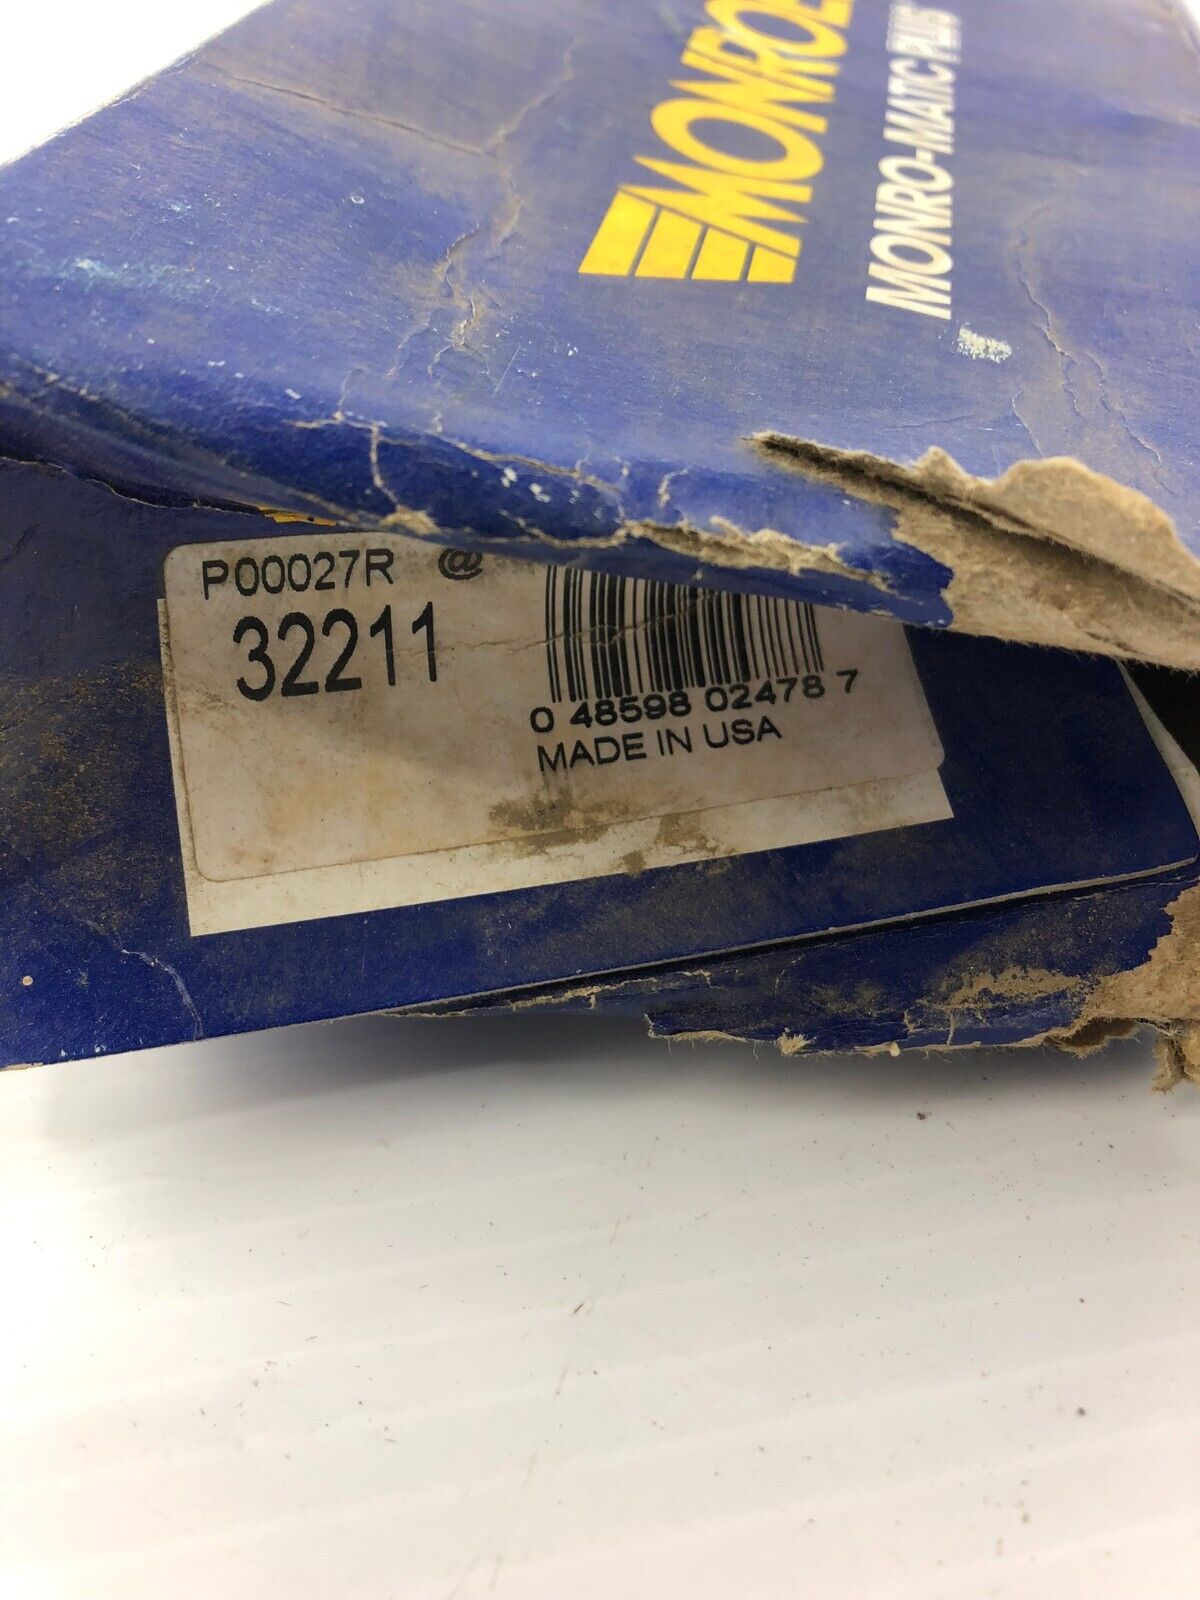 MONROE
MONRO-MATIC PLUS
P00027R @
32211
0 48598 02478 7
MADE IN USA